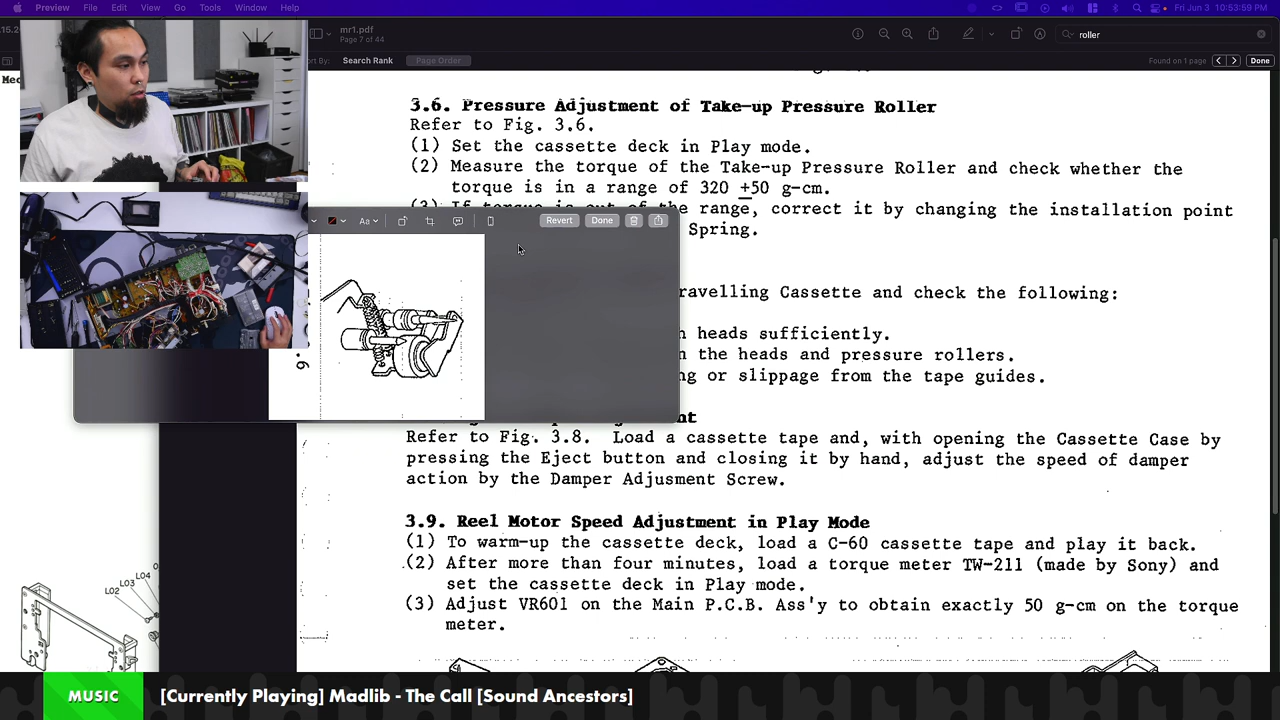 Preview File Edit View Go Tools Window Help
Fri Jun 3 10:53:59 PM
mr1.pdf
Page 7 of 44
roller
Search Rank Page Order
Found on 1 page Done
3.6. Pressure Adjustment of Take-up Pressure Roller
Refer to Fig. 3.6.
(1) Set the cassette deck in Play mode.
(2) Measure the torque of the Take-up Pressure Roller and check whether the
torque is in a range of 320 ±50 g-cm.
range, correct it by changing the installation point
Spring.
Aa Revert Done
ravelling Cassette and check the following:
heads sufficiently.
the heads and pressure rollers.
ng or slippage from the tape guides.
nt
Refer to Fig. 3.8. Load a cassette tape and, with opening the Cassette Case by
pressing the Eject button and closing it by hand, adjust the speed of damper
action by the Damper Adjusment Screw.
3.9. Reel Motor Speed Adjustment in Play Mode
(1) To warm-up the cassette deck, load a C-60 cassette tape and play it back.
(2) After more than four minutes, load a torque meter TW-211 (made by Sony) and
set the cassette deck in Play mode.
(3) Adjust VR601 on the Main P.C.B. Ass'y to obtain exactly 50 g-cm on the torque
meter.
L04
L03
L02
MUSIC [Currently Playing] Madlib - The Call [Sound Ancestors]